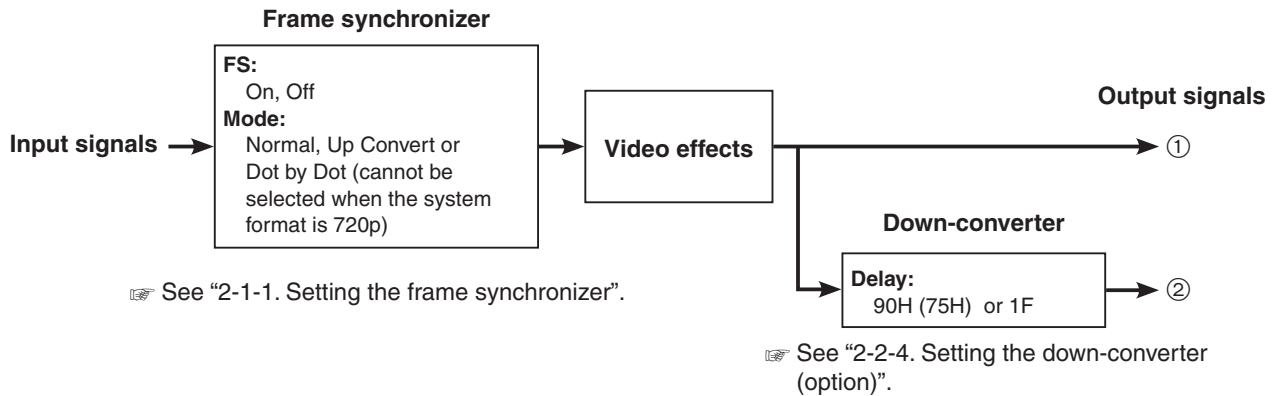 Frame synchronizer
FS:
On, Off
Mode:
Normal, Up Convert or
Dot by Dot (cannot be
selected when the system
format is 720p)
Input signals
Video effects
Output signals
①
Down-converter
Delay:
90H (75H) or 1F
②
☞ See “2-1-1. Setting the frame synchronizer”.
☞ See “2-2-4. Setting the down-converter
(option)”.